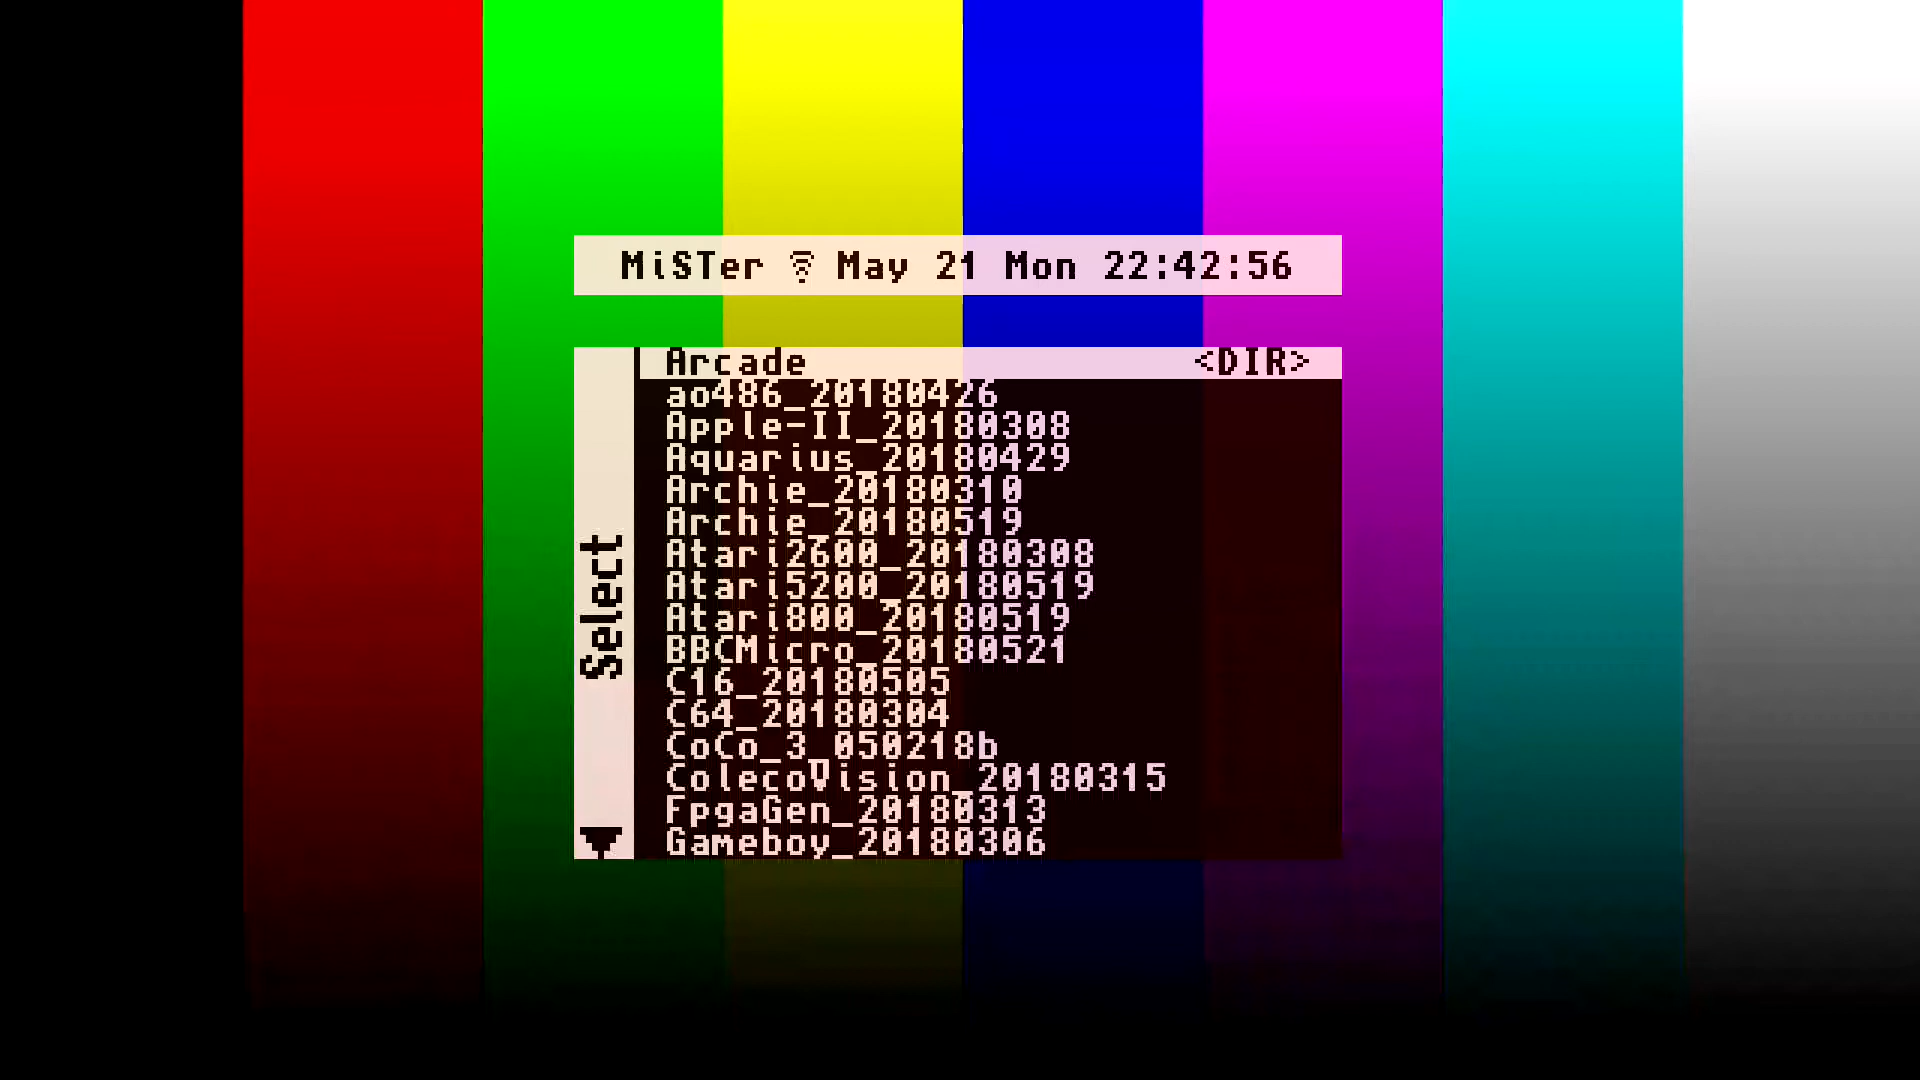 MiSTer May 21 Mon 22:42:56
Select
Arcade <DIR>
ao486_20180426
Apple-II_20180308
Aquarius_20180429
Archie_20180310
Archie_20180519
Atari2600_20180308
Atari5200_20180519
Atari800_20180519
BBCMicro_20180521
C16_20180505
C64_20180304
CoCo_3_050218b
ColecoVision_20180315
FpgaGen_20180313
Gameboy_20180306